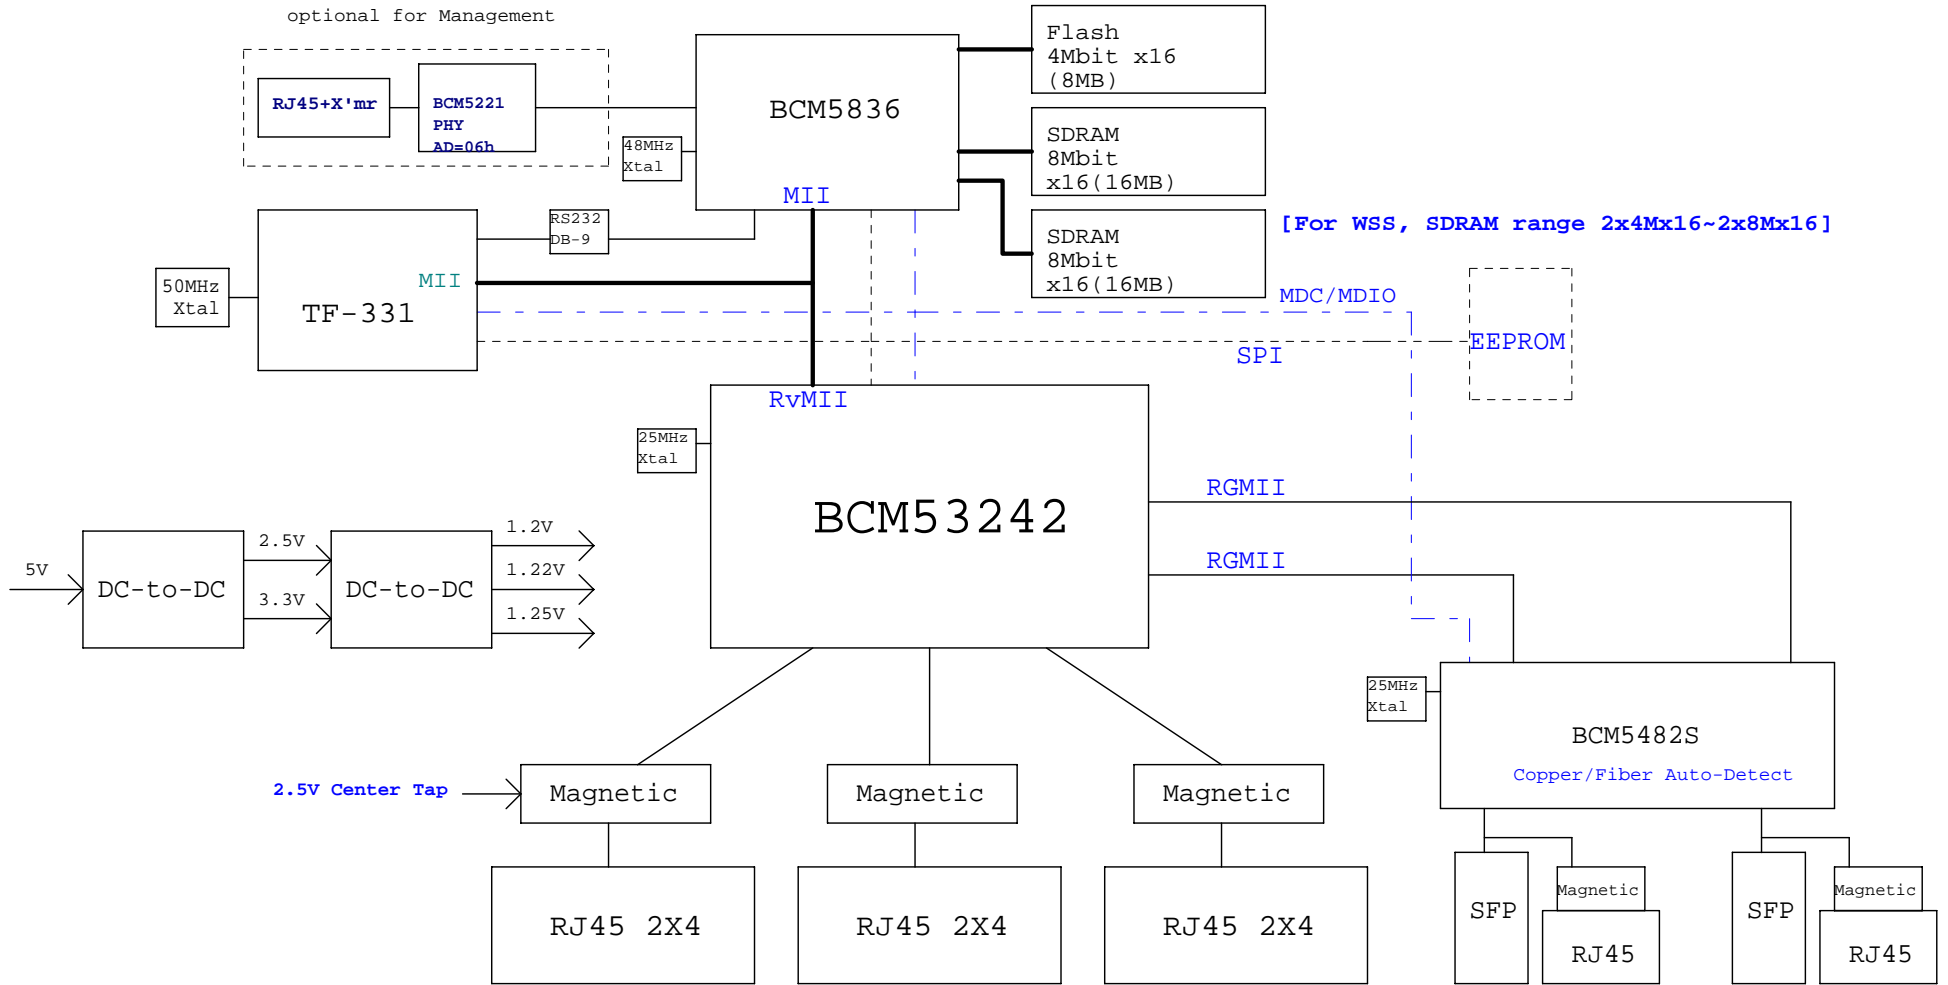 optional for Management
RJ45+X'mr
BCM5221
PHY
AD=06h
BCM5836
MII
48MHz
Xtal
Flash
4Mbit x16
(8MB)
SDRAM
8Mbit
x16(16MB)
SDRAM
8Mbit
x16(16MB)
[For WSS, SDRAM range 2x4Mx16~2x8Mx16]
RS232
DB-9
50MHz
Xtal
MII
TF-331
MDC/MDIO
SPI
EEPROM
RvMII
25MHz
Xtal
BCM53242
RGMII
RGMII
5V
DC-to-DC
2.5V
3.3V
DC-to-DC
1.2V
1.22V
1.25V
25MHz
Xtal
BCM5482S
Copper/Fiber Auto-Detect
2.5V Center Tap
Magnetic
Magnetic
Magnetic
RJ45 2X4
RJ45 2X4
RJ45 2X4
SFP
Magnetic
RJ45
SFP
Magnetic
RJ45